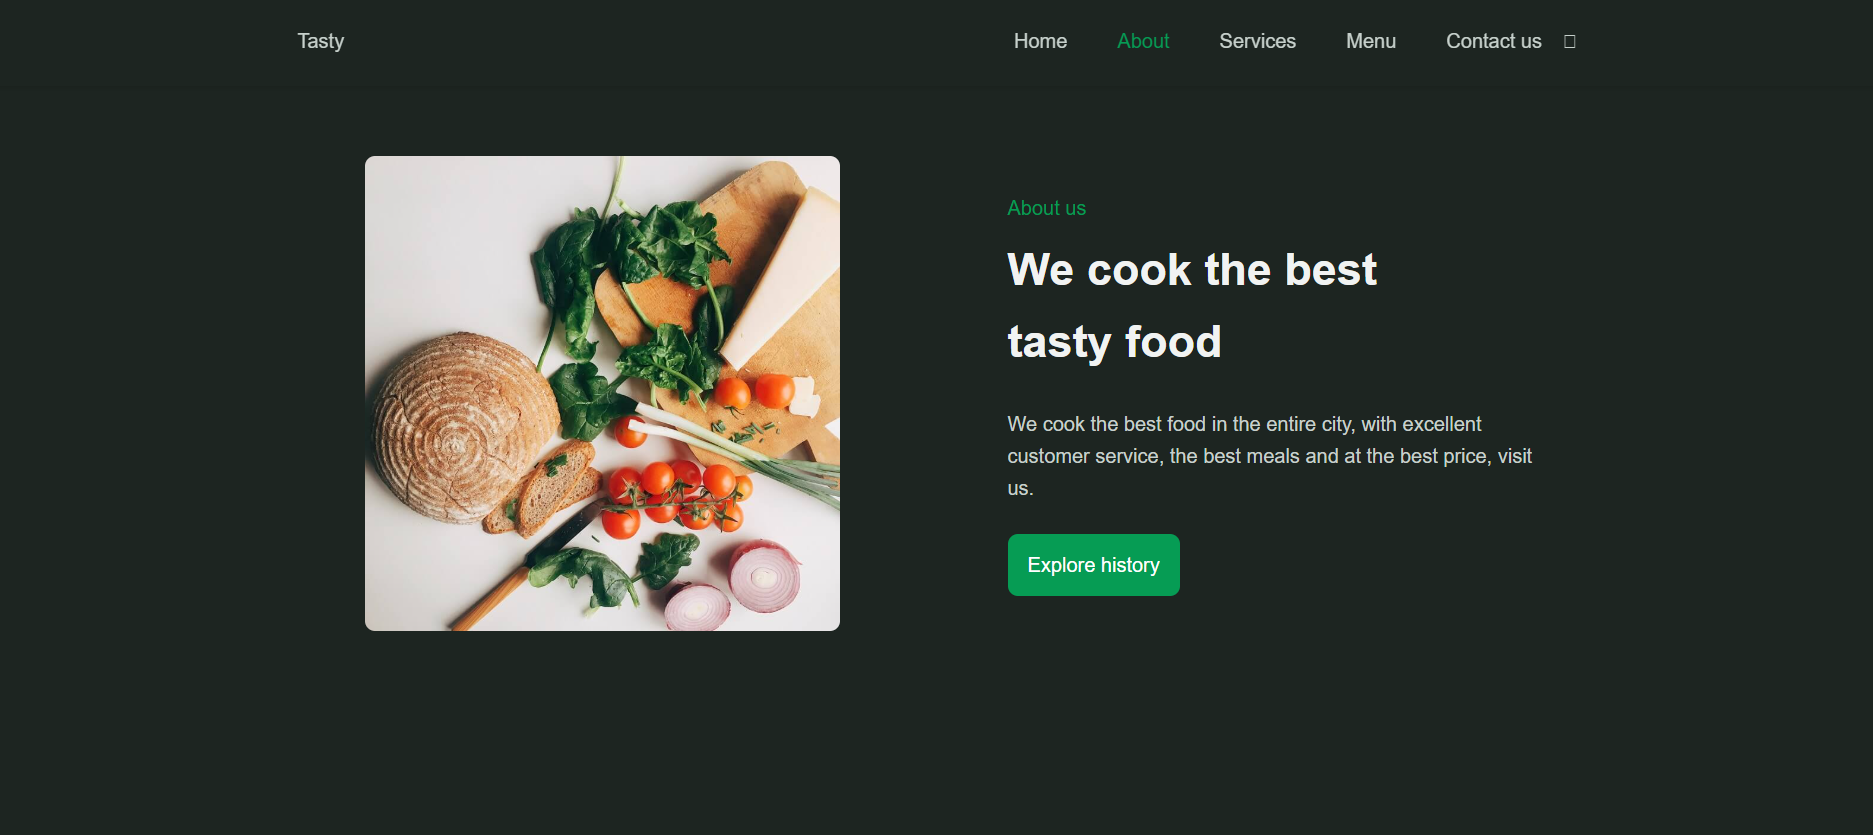 Tasty Home About Services Menu Contact us
About us
We cook the best
tasty food
We cook the best food in the entire city, with excellent
customer service, the best meals and at the best price, visit
us.
Explore history